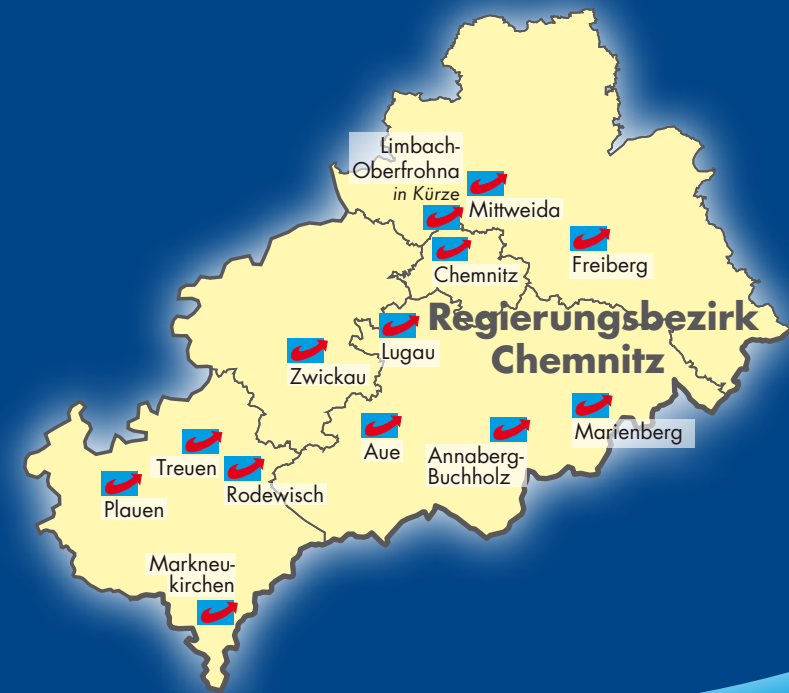 Limbach-
Oberfrohna
in Kürze
Mittweida
Freiberg
Chemnitz
Regierungsbezirk
Chemnitz
Lugau
Zwickau
Marienberg
Aue
Annaberg-
Buchholz
Treuen
Rodewisch
Plauen
Markneu-
kirchen